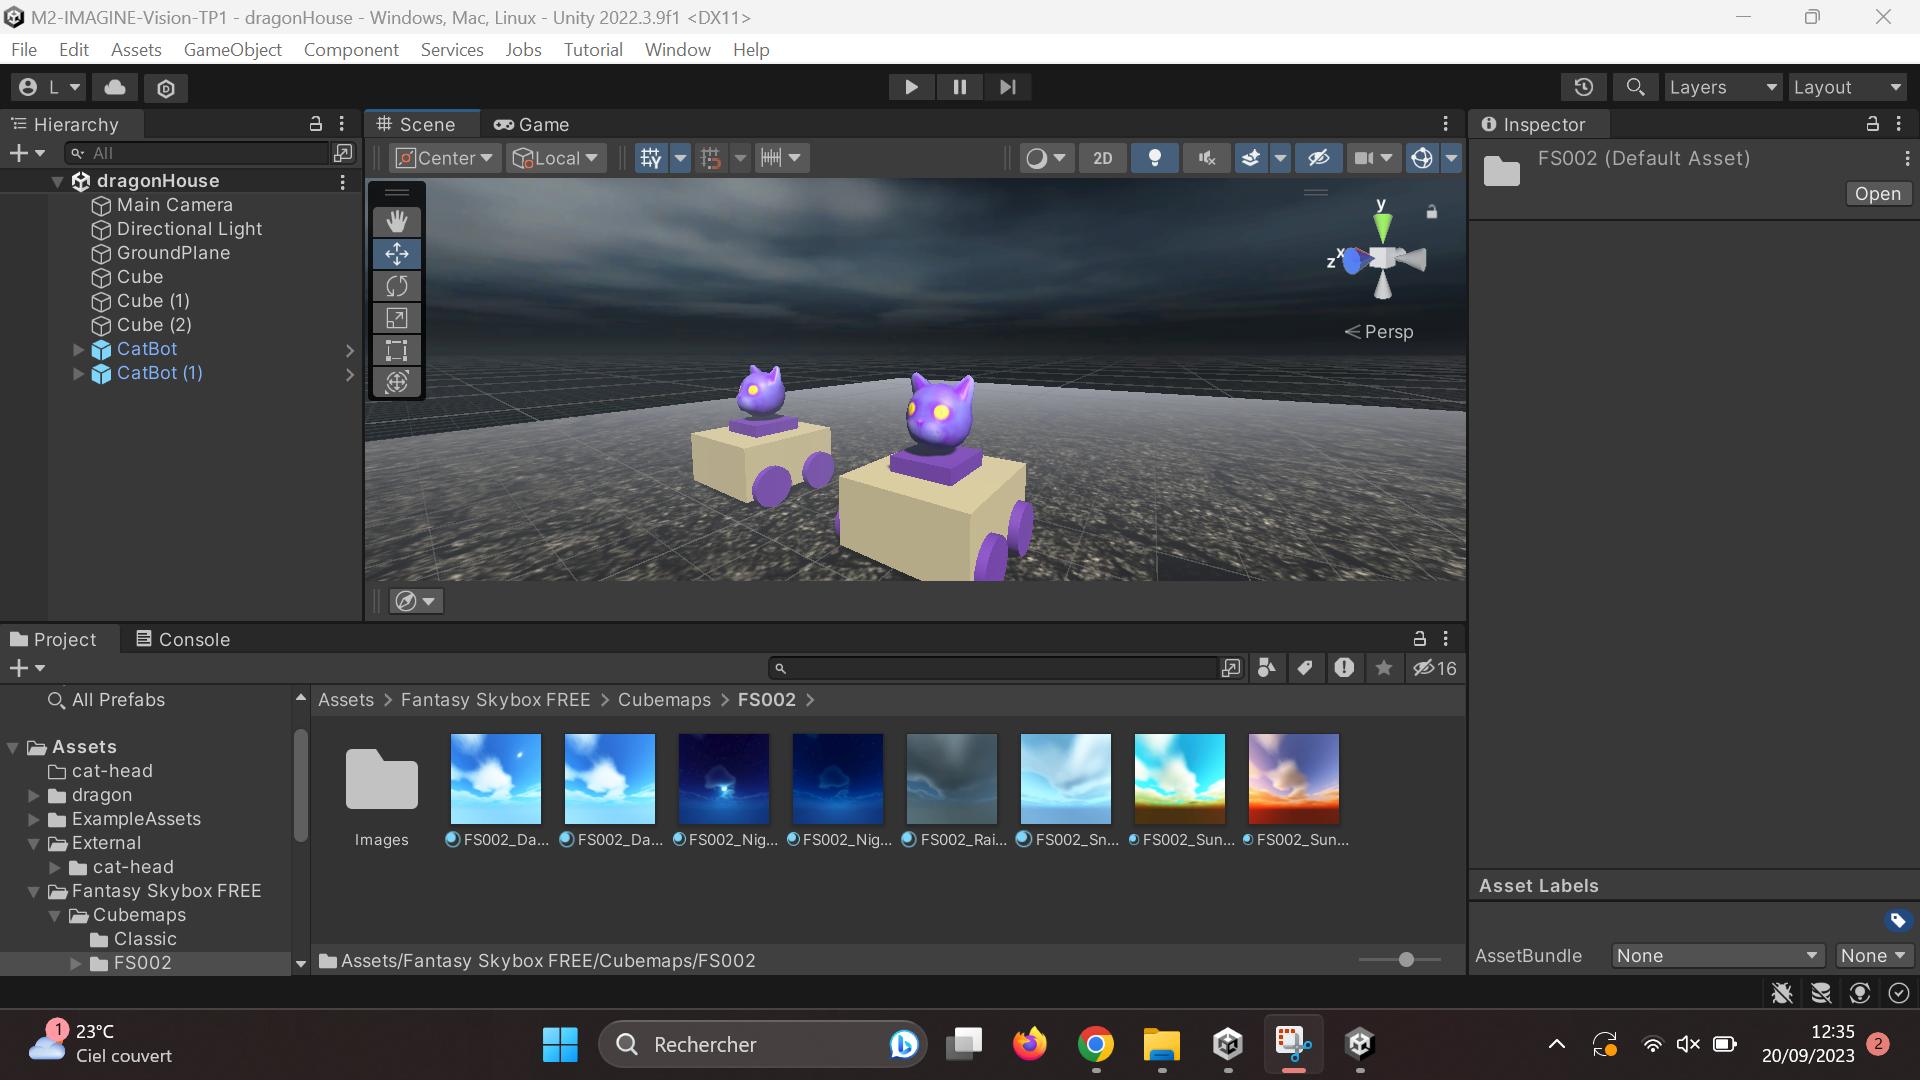 M2-IMAGINE-Vision-TP1 - dragonHouse - Windows, Mac, Linux - Unity 2022.3.9f1 <DX11>
File Edit Assets GameObject Component Services Jobs Tutorial Window Help
L Layers Layout
Hierarchy
All
dragonHouse
Main Camera
Directional Light
GroundPlane
Cube
Cube (1)
Cube (2)
CatBot
CatBot (1)
Scene Game
Center Local 2D
y
x
z
Persp
Inspector
FS002 (Default Asset)
Open
Project Console
16
All Prefabs
Assets
cat-head
dragon
ExampleAssets
External
cat-head
Fantasy Skybox FREE
Cubemaps
Classic
FS002
Assets > Fantasy Skybox FREE > Cubemaps > FS002 >
Images FS002_Da... FS002_Da... FS002_Nig... FS002_Nig... FS002_Rai... FS002_Sn... FS002_Sun... FS002_Sun...
Assets/Fantasy Skybox FREE/Cubemaps/FS002
Asset Labels
AssetBundle None None
1 23°C
Ciel couvert
Rechercher
12:35
20/09/2023
2